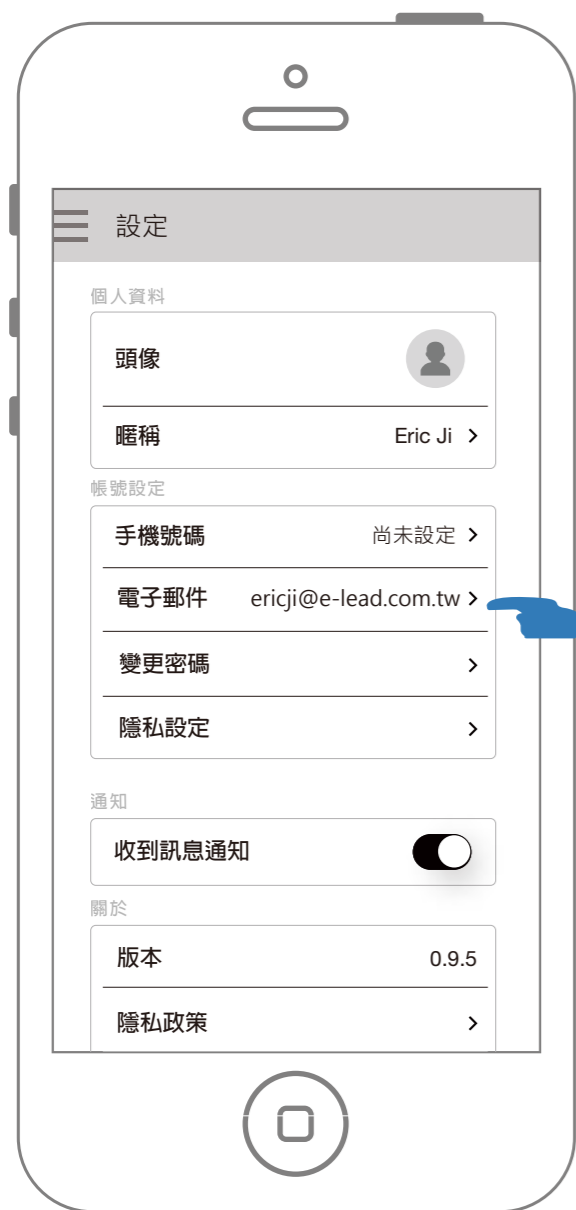 設定
個人資料
頭像
暱稱 Eric Ji
帳號設定
手機號碼 尚未設定
電子郵件 ericji@e-lead.com.tw
變更密碼
隱私設定
通知
收到訊息通知
關於
版本 0.9.5
隱私政策